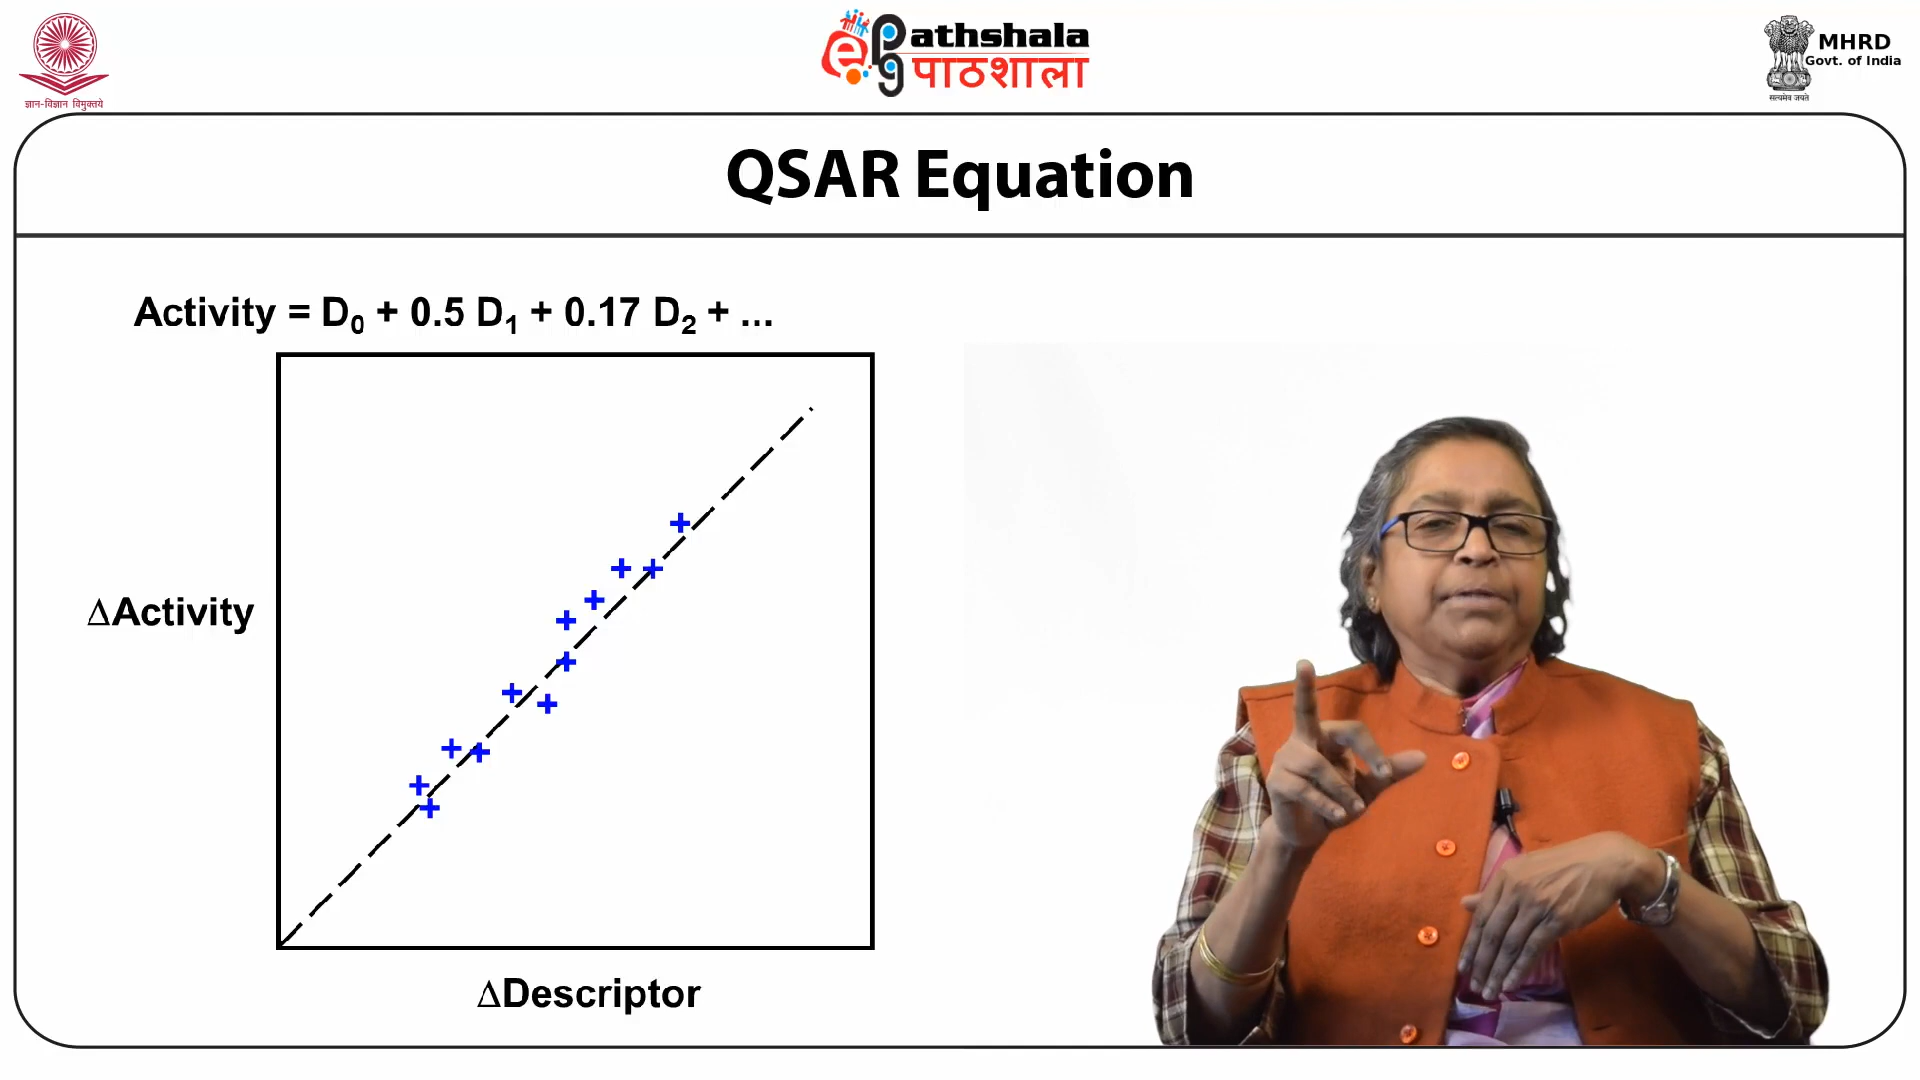 ज्ञान-विज्ञान विमुक्तये
ePathshala
पाठशाला
MHRD
Govt. of India
सत्यमेव जयते
QSAR Equation
Activity = D₀ + 0.5 D₁ + 0.17 D₂ + ...
ΔActivity
ΔDescriptor